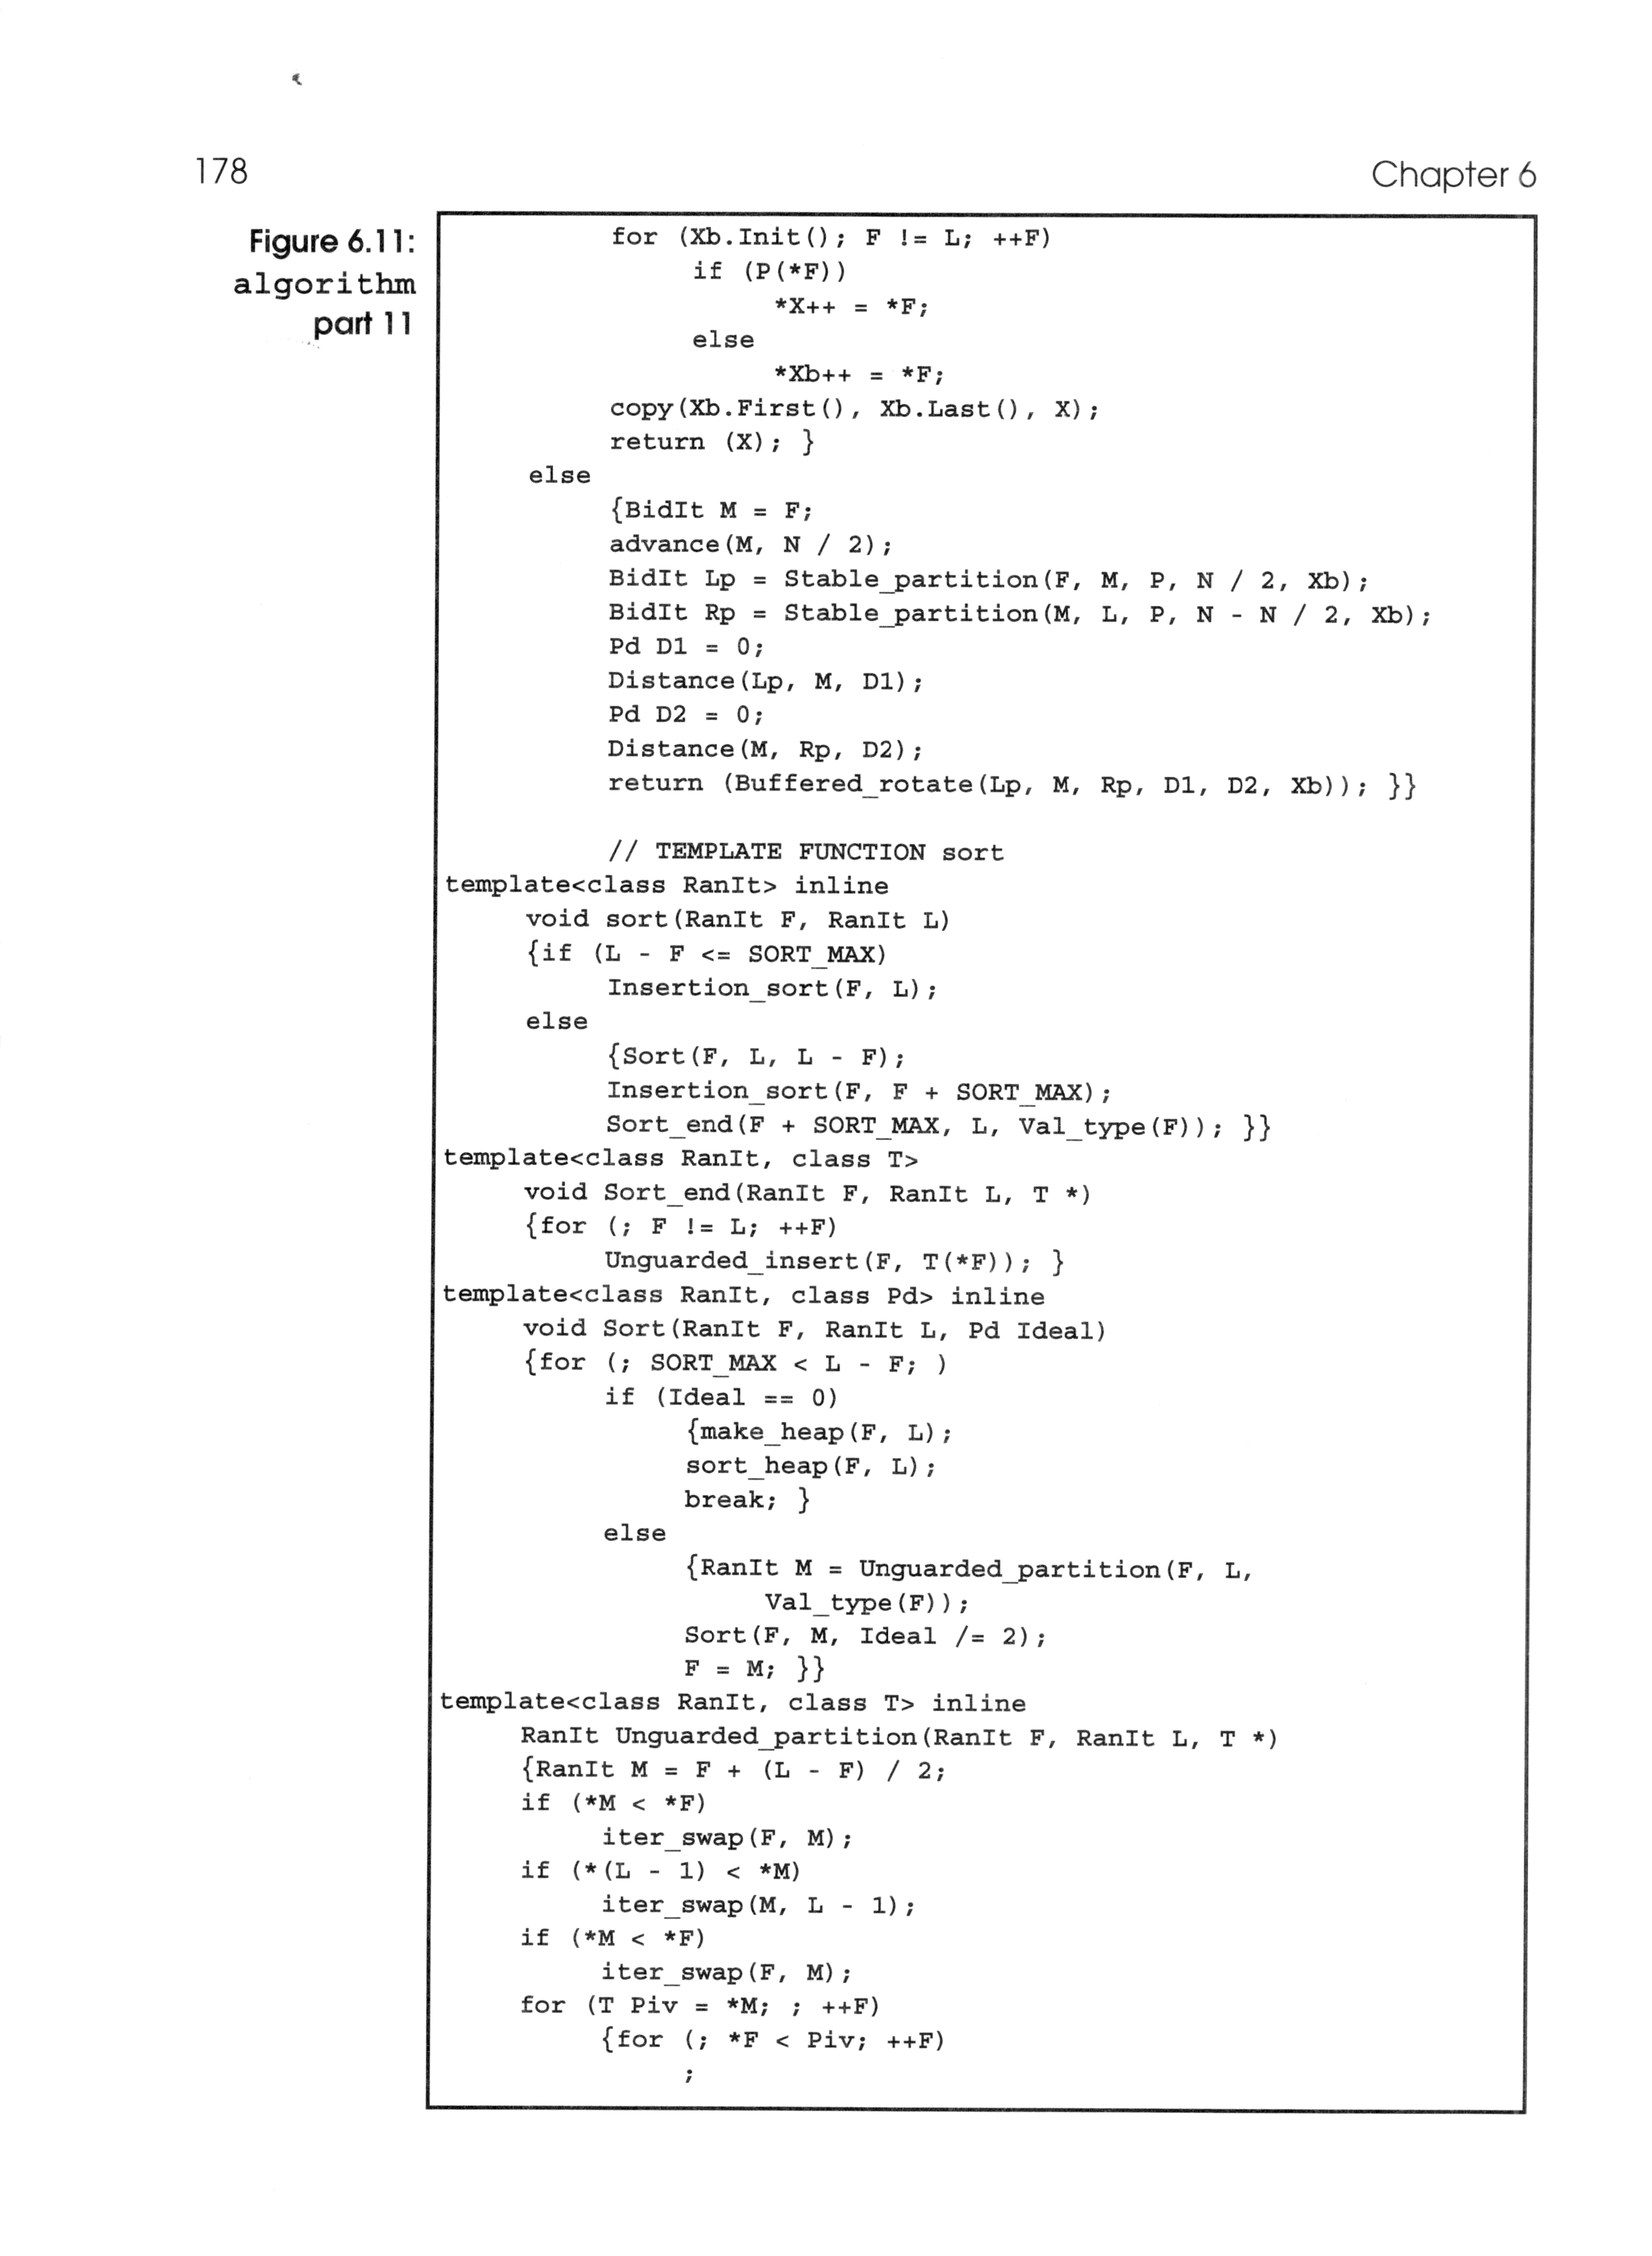 178
Chapter 6
Figure 6.11:
algorithm
part 11
for (Xb.Init(); F != L; ++F)
if (P(*F))
*X++ = *F;
else
*Xb++ = *F;
copy(Xb.First(), Xb.Last(), X);
return (X); }
else
{BidIt M = F;
advance(M, N / 2);
BidIt Lp = Stable_partition(F, M, P, N / 2, Xb);
BidIt Rp = Stable_partition(M, L, P, N - N / 2, Xb);
Pd D1 = 0;
Distance(Lp, M, D1);
Pd D2 = 0;
Distance(M, Rp, D2);
return (Buffered_rotate(Lp, M, Rp, D1, D2, Xb)); }}
// TEMPLATE FUNCTION sort
template<class RanIt> inline
void sort(RanIt F, RanIt L)
{if (L - F <= SORT_MAX)
Insertion_sort(F, L);
else
{Sort(F, L, L - F);
Insertion_sort(F, F + SORT_MAX);
Sort_end(F + SORT_MAX, L, Val_type(F)); }}
template<class RanIt, class T>
void Sort_end(RanIt F, RanIt L, T *)
{for (; F != L; ++F)
Unguarded_insert(F, T(*F)); }
template<class RanIt, class Pd> inline
void Sort(RanIt F, RanIt L, Pd Ideal)
{for (; SORT_MAX < L - F; )
if (Ideal == 0)
{make_heap(F, L);
sort_heap(F, L);
break; }
else
{RanIt M = Unguarded_partition(F, L,
Val_type(F));
Sort(F, M, Ideal /= 2);
F = M; }}
template<class RanIt, class T> inline
RanIt Unguarded_partition(RanIt F, RanIt L, T *)
{RanIt M = F + (L - F) / 2;
if (*M < *F)
iter_swap(F, M);
if (*(L - 1) < *M)
iter_swap(M, L - 1);
if (*M < *F)
iter_swap(F, M);
for (T Piv = *M; ; ++F)
{for (; *F < Piv; ++F)
;